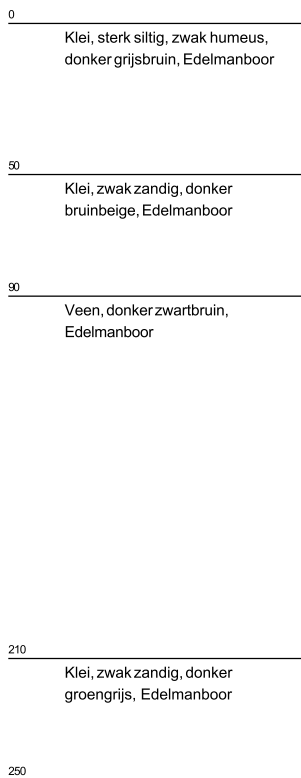 0
Klei, sterk siltig, zwak humeus,
donker grijsbruin, Edelmanboor
50
Klei, zwak zandig, donker
bruinbeige, Edelmanboor
90
Veen, donker zwartbruin,
Edelmanboor
210
Klei, zwak zandig, donker
groengrijs, Edelmanboor
250